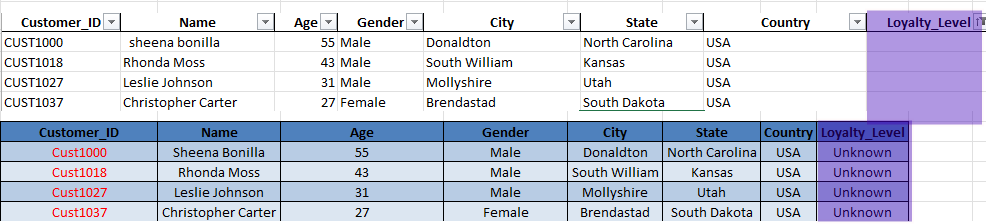 Customer_ID Name Age Gender City State Country Loyalty_Level
CUST1000 sheena bonilla 55 Male Donaldton North Carolina USA
CUST1018 Rhonda Moss 43 Male South William Kansas USA
CUST1027 Leslie Johnson 31 Male Mollyshire Utah USA
CUST1037 Christopher Carter 27 Female Brendastad South Dakota USA
Customer_ID Name Age Gender City State Country Loyalty_Level
Cust1000 Sheena Bonilla 55 Male Donaldton North Carolina USA Unknown
Cust1018 Rhonda Moss 43 Male South William Kansas USA Unknown
Cust1027 Leslie Johnson 31 Male Mollyshire Utah USA Unknown
Cust1037 Christopher Carter 27 Female Brendastad South Dakota USA Unknown